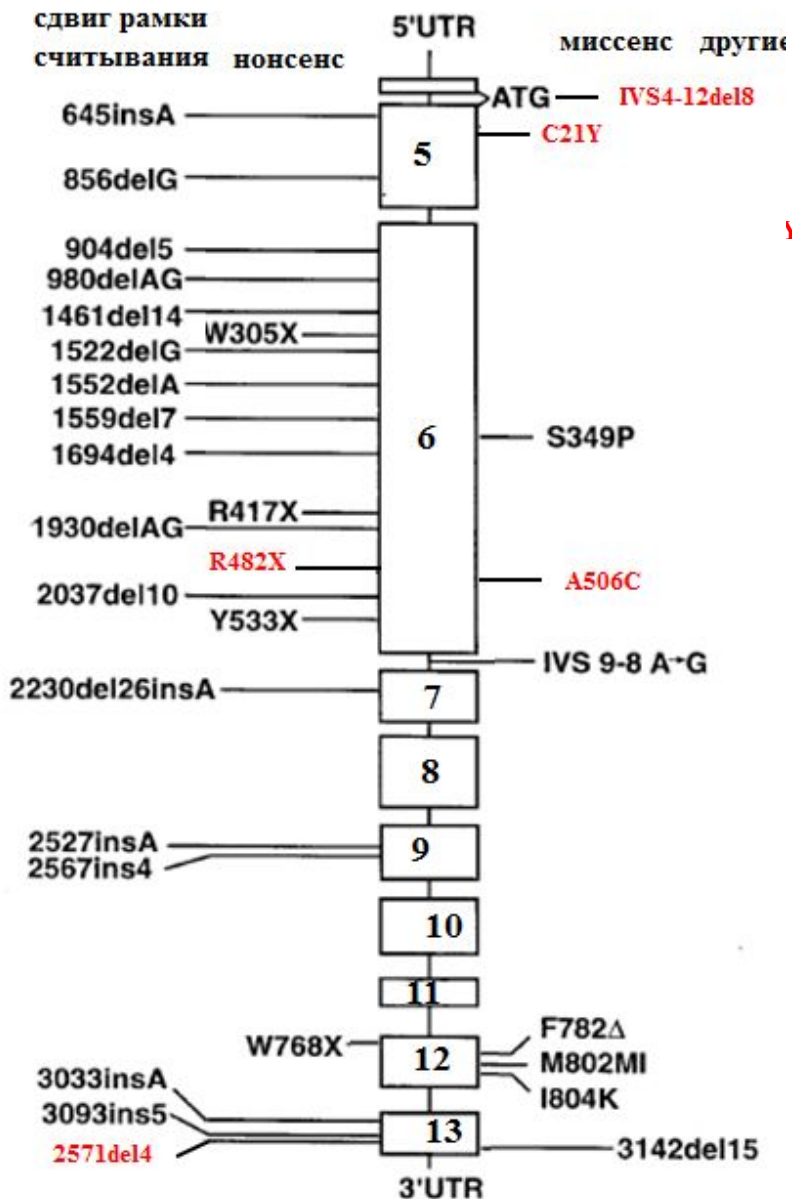 сдвиг рамки
считывания нонсенс
5'UTR
миссенс другие
ATG
IVS4-12del8
645insA
C21Y
5
856delG
904del5
980delAG
1461del14
W305X
1522delG
1552delA
1559del7
6
S349P
1694del4
R417X
1930delAG
R482X
A506C
2037del10
Y533X
IVS 9-8 A→G
2230del26insA
7
8
2527insA
9
2567ins4
10
11
F782Δ
W768X
12
M802MI
3033insA
I804K
3093ins5
13
2571del4
3142del15
3'UTR